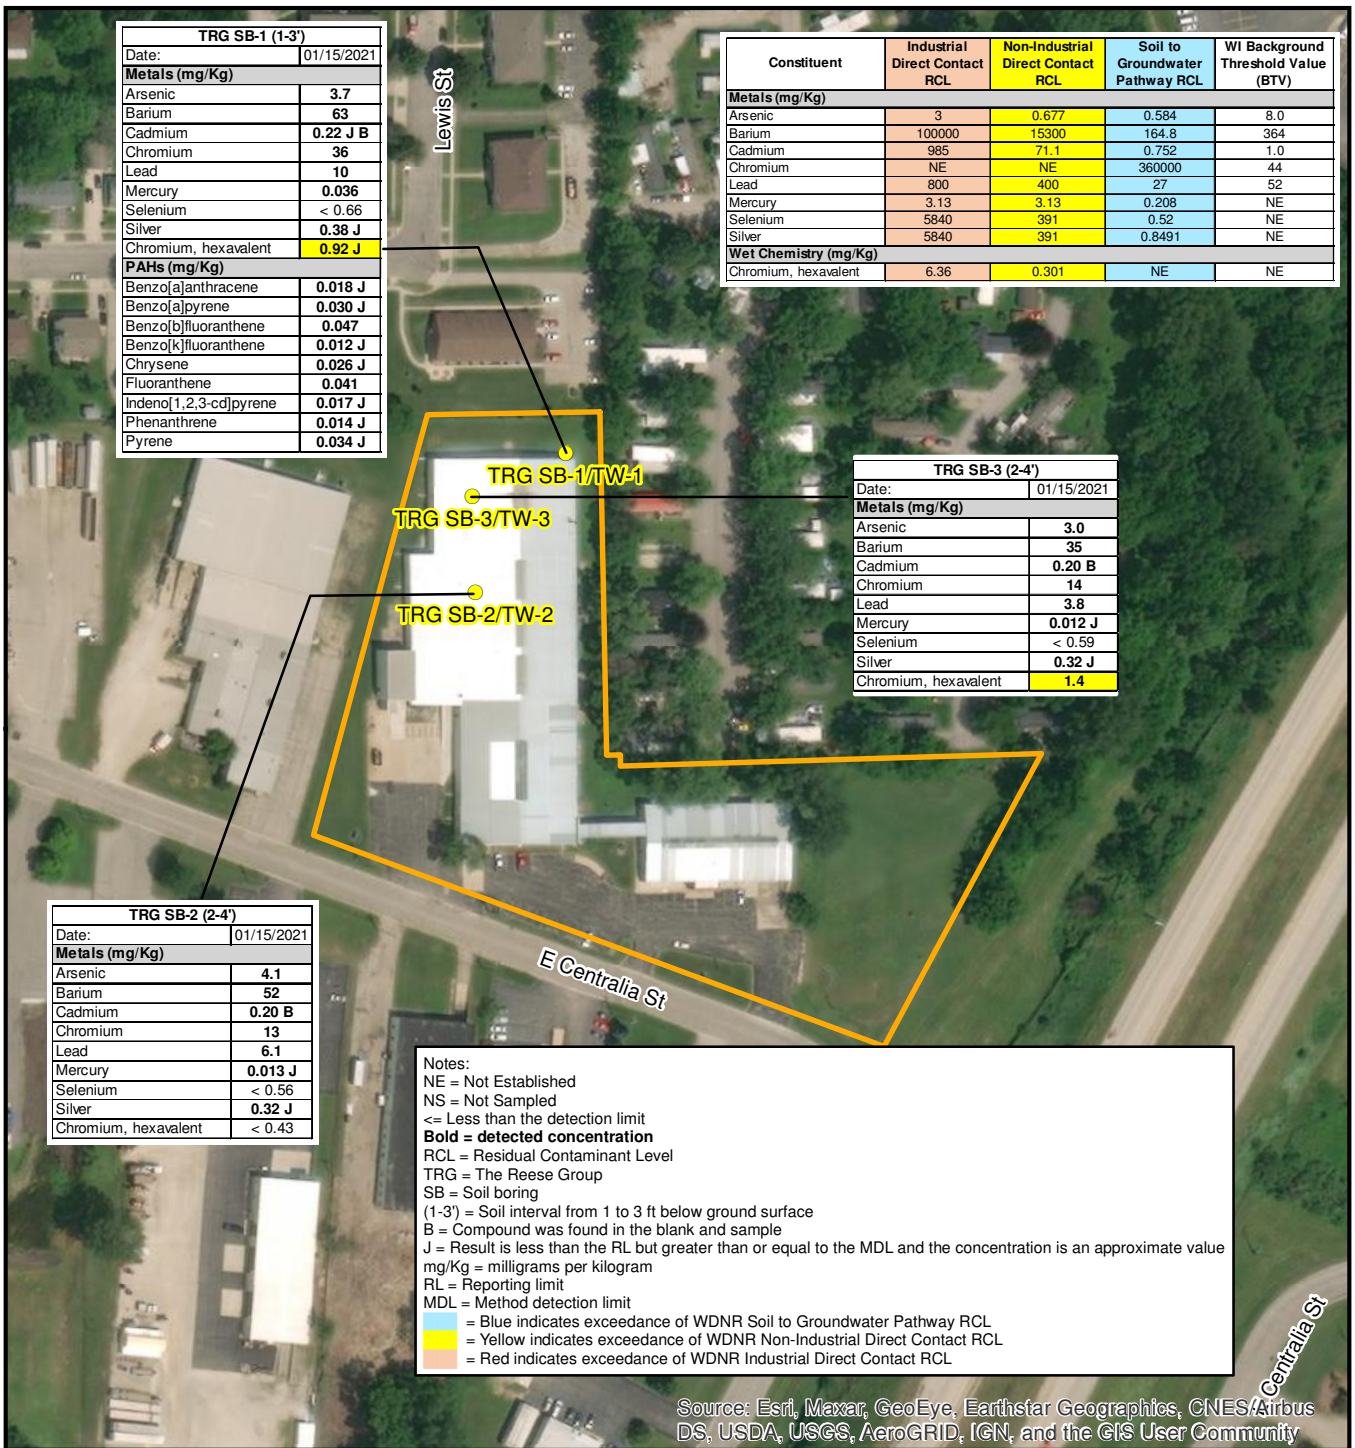 TRG SB-1 (1-3')
Date: 01/15/2021
Metals (mg/Kg)
Arsenic 3.7
Barium 63
Cadmium 0.22 J B
Chromium 36
Lead 10
Mercury 0.036
Selenium < 0.66
Silver 0.38 J
Chromium, hexavalent 0.92 J
PAHs (mg/Kg)
Benzo[a]anthracene 0.018 J
Benzo[a]pyrene 0.030 J
Benzo[b]fluoranthene 0.047
Benzo[k]fluoranthene 0.012 J
Chrysene 0.026 J
Fluoranthene 0.041
Indeno[1,2,3-cd]pyrene 0.017 J
Phenanthrene 0.014 J
Pyrene 0.034 J
Lewis St
Constituent Industrial Direct Contact RCL Non-Industrial Direct Contact RCL Soil to Groundwater Pathway RCL WI Background Threshold Value (BTV)
Metals (mg/Kg)
Arsenic 3 0.677 0.584 8.0
Barium 100000 15300 164.8 364
Cadmium 985 71.1 0.752 1.0
Chromium NE NE 360000 44
Lead 800 400 27 52
Mercury 3.13 3.13 0.208 NE
Selenium 5840 391 0.52 NE
Silver 5840 391 0.8491 NE
Wet Chemistry (mg/Kg)
Chromium, hexavalent 6.36 0.301 NE NE
TRG SB-1/TW-1
TRG SB-3/TW-3
TRG SB-2/TW-2
TRG SB-3 (2-4')
Date: 01/15/2021
Metals (mg/Kg)
Arsenic 3.0
Barium 35
Cadmium 0.20 B
Chromium 14
Lead 3.8
Mercury 0.012 J
Selenium < 0.59
Silver 0.32 J
Chromium, hexavalent 1.4
TRG SB-2 (2-4')
Date: 01/15/2021
Metals (mg/Kg)
Arsenic 4.1
Barium 52
Cadmium 0.20 B
Chromium 13
Lead 6.1
Mercury 0.013 J
Selenium < 0.56
Silver 0.32 J
Chromium, hexavalent < 0.43
E Centralia St
Notes:
NE = Not Established
NS = Not Sampled
<= Less than the detection limit
Bold = detected concentration
RCL = Residual Contaminant Level
TRG = The Reese Group
SB = Soil boring
(1-3') = Soil interval from 1 to 3 ft below ground surface
B = Compound was found in the blank and sample
J = Result is less than the RL but greater than or equal to the MDL and the concentration is an approximate value
mg/Kg = milligrams per kilogram
RL = Reporting limit
MDL = Method detection limit
= Blue indicates exceedance of WDNR Soil to Groundwater Pathway RCL
= Yellow indicates exceedance of WDNR Non-Industrial Direct Contact RCL
= Red indicates exceedance of WDNR Industrial Direct Contact RCL
Centralia St
Source: Esri, Maxar, GeoEye, Earthstar Geographics, CNES/Airbus
DS, USDA, USGS, AeroGRID, IGN, and the GIS User Community